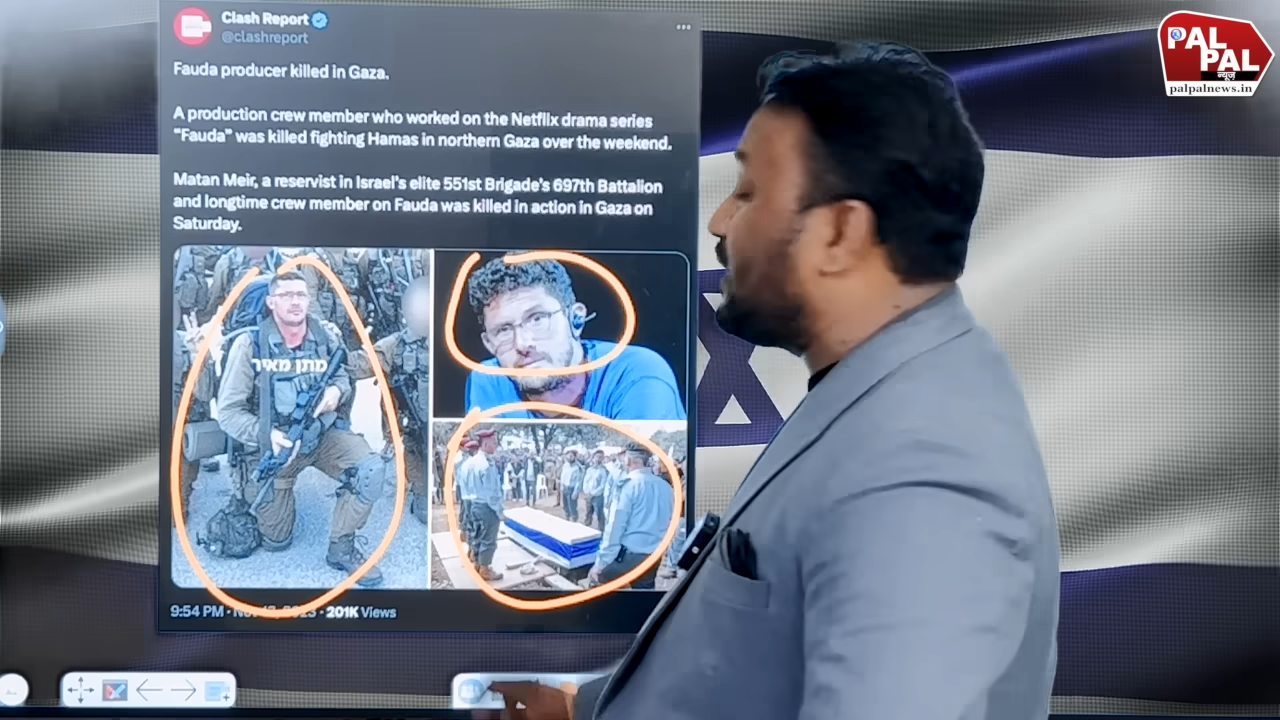 Clash Report
@clashreport
Fauda producer killed in Gaza.
A production crew member who worked on the Netflix drama series
“Fauda” was killed fighting Hamas in northern Gaza over the weekend.
Matan Meir, a reservist in Israel's elite 551st Brigade's 697th Battalion
and longtime crew member on Fauda was killed in action in Gaza on
Saturday.
מתן מאיר
9:54 PM · 201K Views
PAL
PAL
न्यूज़
palpalnews.in